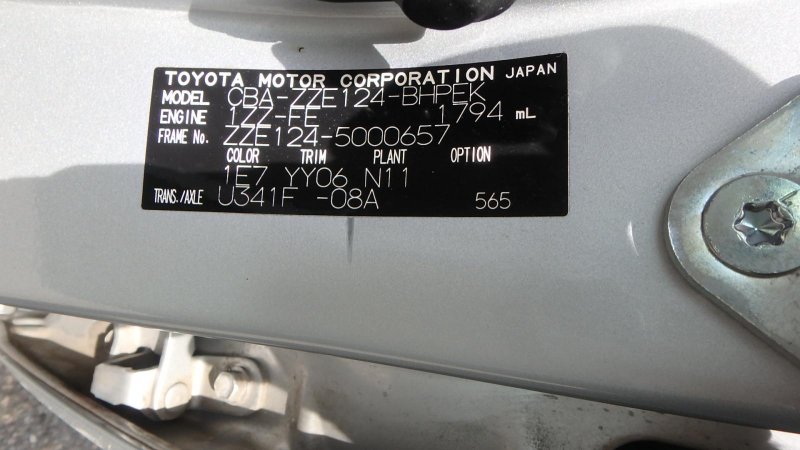 TOYOTA MOTOR CORPORATION JAPAN
MODEL CBA-ZZE124-BHPEK
ENGINE 1ZZ-FE 1794 mL
FRAME No. ZZE124-5000657
COLOR TRIM PLANT OPTION
1E7 YY06 N11
TRANS./AXLE U341F -08A 565